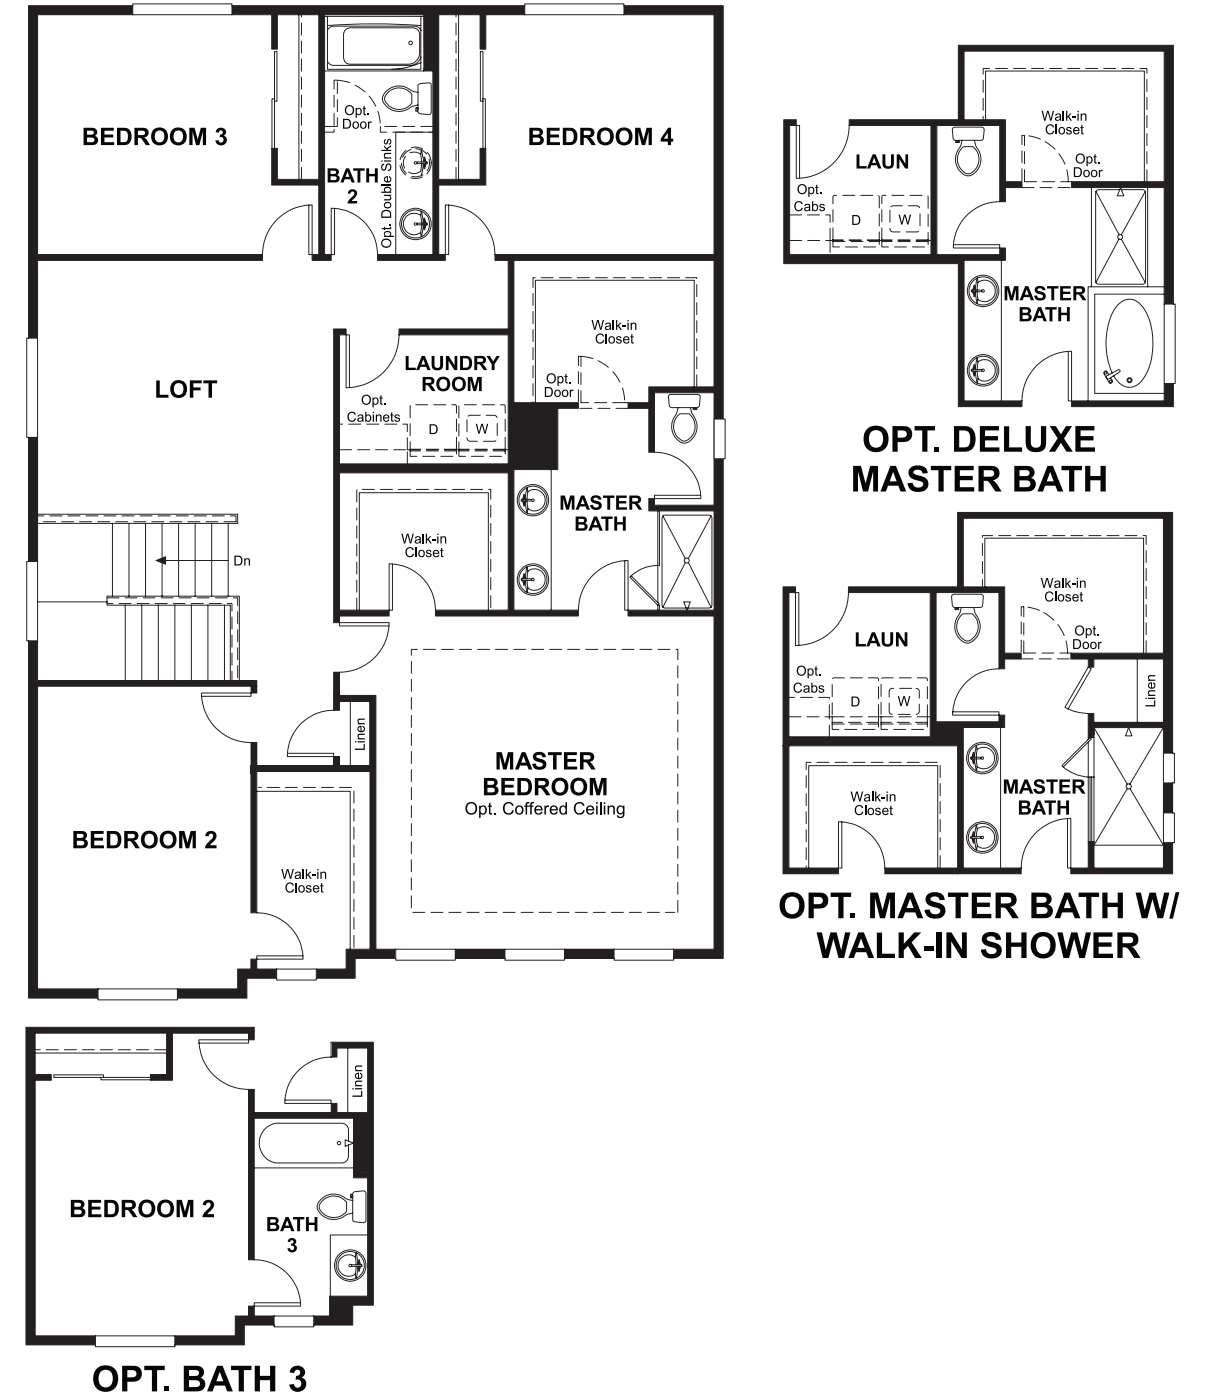 BEDROOM 3
Opt.
Door
BATH
2
Opt. Double Sinks
BEDROOM 4
LOFT
LAUNDRY
ROOM
Opt.
Cabinets
D
W
Walk-in
Closet
Opt.
Door
MASTER
BATH
Walk-in
Closet
Dn
Linen
MASTER
BEDROOM
Opt. Coffered Ceiling
BEDROOM 2
Walk-in
Closet
Linen
BEDROOM 2
BATH
3
OPT. BATH 3
Walk-in
Closet
Opt.
Door
LAUN
Opt.
Cabs
D
W
MASTER
BATH
OPT. DELUXE
MASTER BATH
Walk-in
Closet
Opt.
Door
LAUN
Opt.
Cabs
D
W
Linen
MASTER
BATH
Walk-in
Closet
OPT. MASTER BATH W/
WALK-IN SHOWER